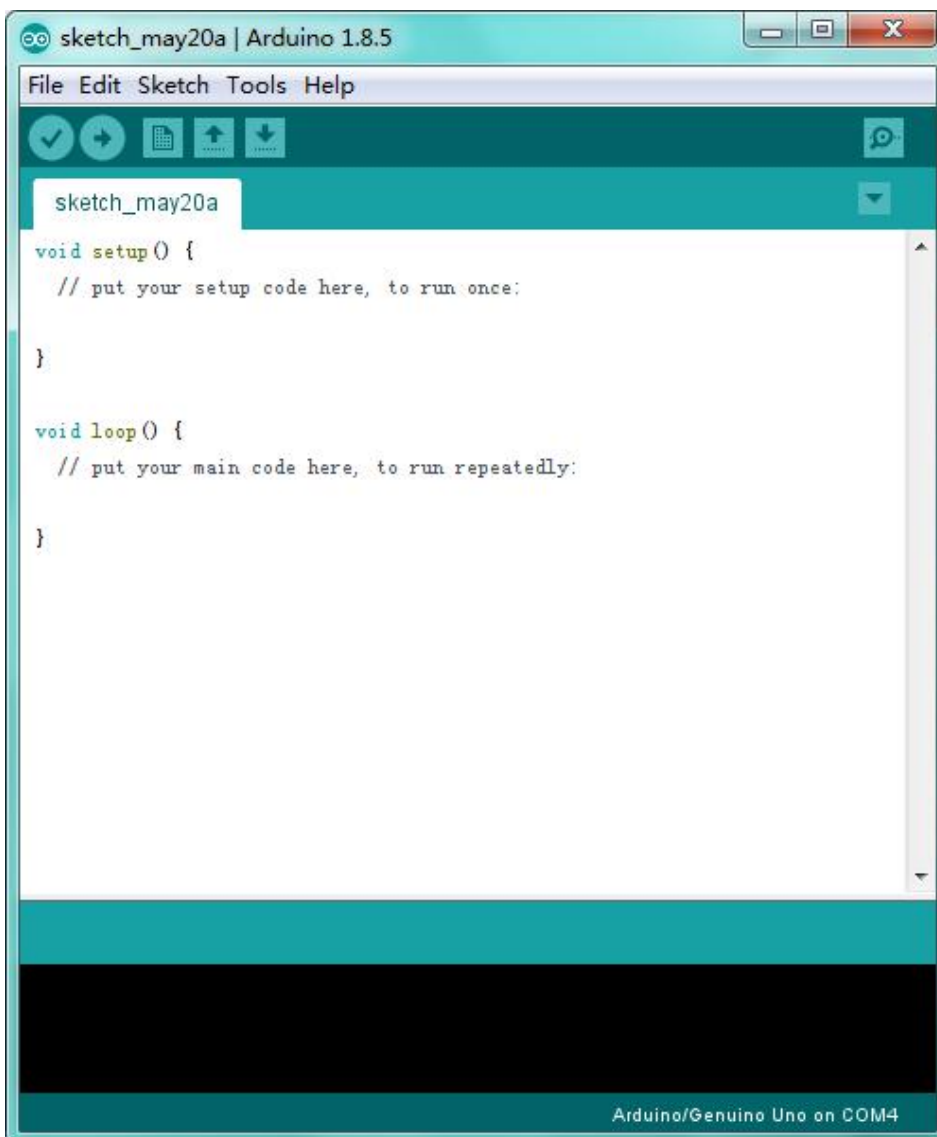 sketch_may20a | Arduino 1.8.5
File Edit Sketch Tools Help
sketch_may20a
void setup() {
  // put your setup code here, to run once:
}
void loop() {
  // put your main code here, to run repeatedly:
}
Arduino/Genuino Uno on COM4